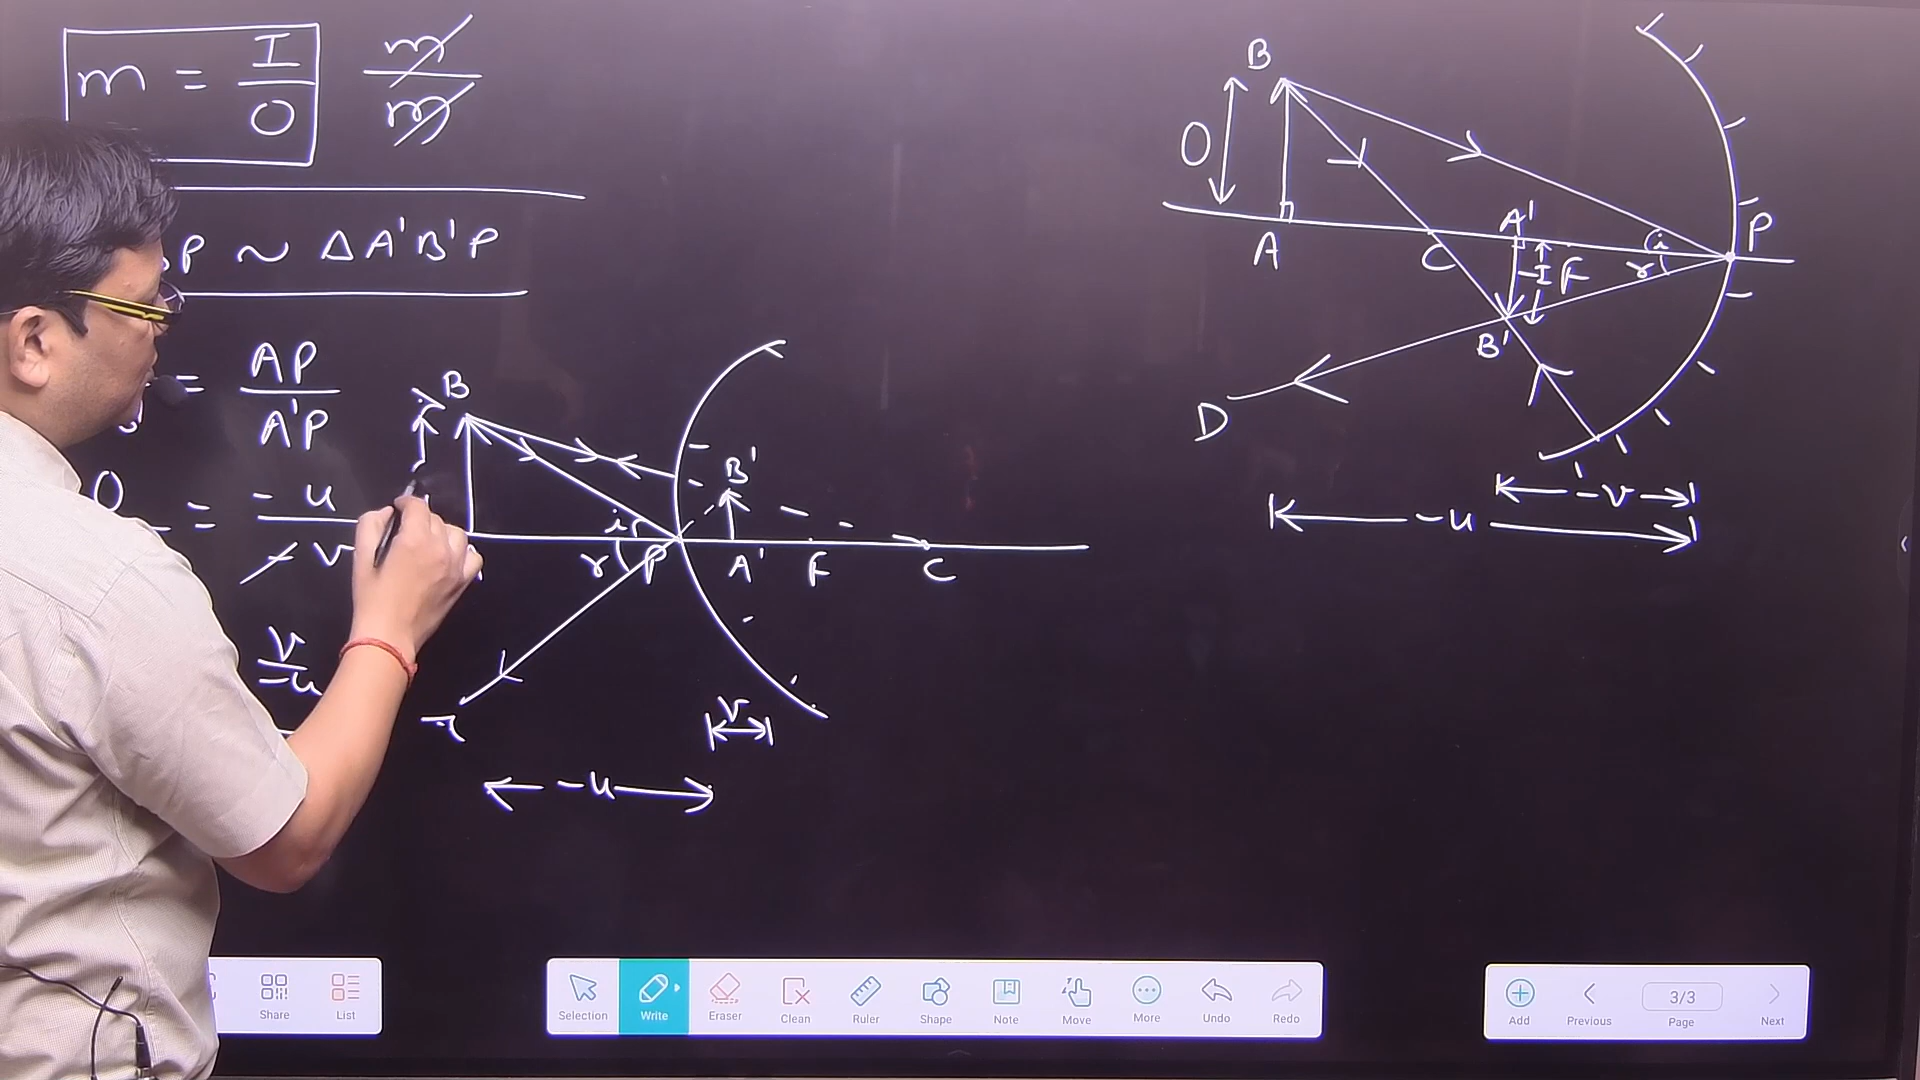 m = I/O
m/m
P ~ ΔA'B'P
= AP/A'P
O = -u/-v
v/-u
B
i
r
P
B'
A'
F
C
v
-u
B
O
A
C
A'
-I
F
i
r
P
B'
D
-v
-u
Share
List
Selection
Write
Eraser
Clean
Ruler
Shape
Note
Move
More
Undo
Redo
Add
Previous
3/3
Page
Next